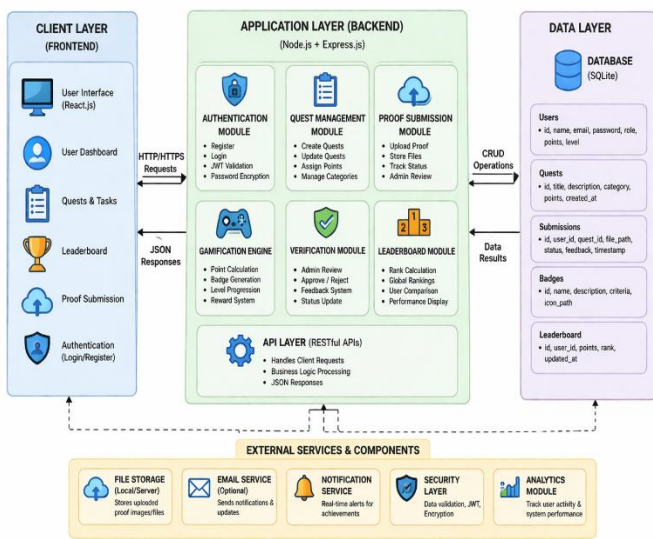 CLIENT LAYER
(FRONTEND)
User Interface
(React.js)
User Dashboard
Quests & Tasks
Leaderboard
Proof Submission
Authentication
(Login/Register)
HTTP/HTTPS
Requests
JSON
Responses
APPLICATION LAYER (BACKEND)
(Node.js + Express.js)
AUTHENTICATION
MODULE
• Register
• Login
• JWT Validation
• Password Encryption
QUEST MANAGEMENT
MODULE
• Create Quests
• Update Quests
• Assign Points
• Manage Categories
PROOF SUBMISSION
MODULE
• Upload Proof
• Store Files
• Track Status
• Admin Review
GAMIFICATION ENGINE
• Point Calculation
• Badge Generation
• Level Progression
• Reward System
VERIFICATION MODULE
• Admin Review
• Approve / Reject
• Feedback System
• Status Update
1
2
3
LEADERBOARD MODULE
• Rank Calculation
• Global Rankings
• User Comparison
• Performance Display
API LAYER (RESTful APIs)
• Handles Client Requests
• Business Logic Processing
• JSON Responses
CRUD
Operations
Data
Results
DATA LAYER
DATABASE
(SQLite)
Users
• id, name, email, password, role,
points, level
Quests
• id, title, description, category,
points, created_at
Submissions
• id, user_id, quest_id, file_path,
status, feedback, timestamp
Badges
• id, name, description, criteria,
icon_path
Leaderboard
• id, user_id, points, rank,
updated_at
EXTERNAL SERVICES & COMPONENTS
FILE STORAGE
(Local/Server)
Stores uploaded
proof images/files
EMAIL SERVICE
(Optional)
Sends notifications &
updates
NOTIFICATION
SERVICE
Real-time alerts for
achievements
SECURITY
LAYER
Data validation, JWT,
Encryption
ANALYTICS
MODULE
Track user activity &
system performance